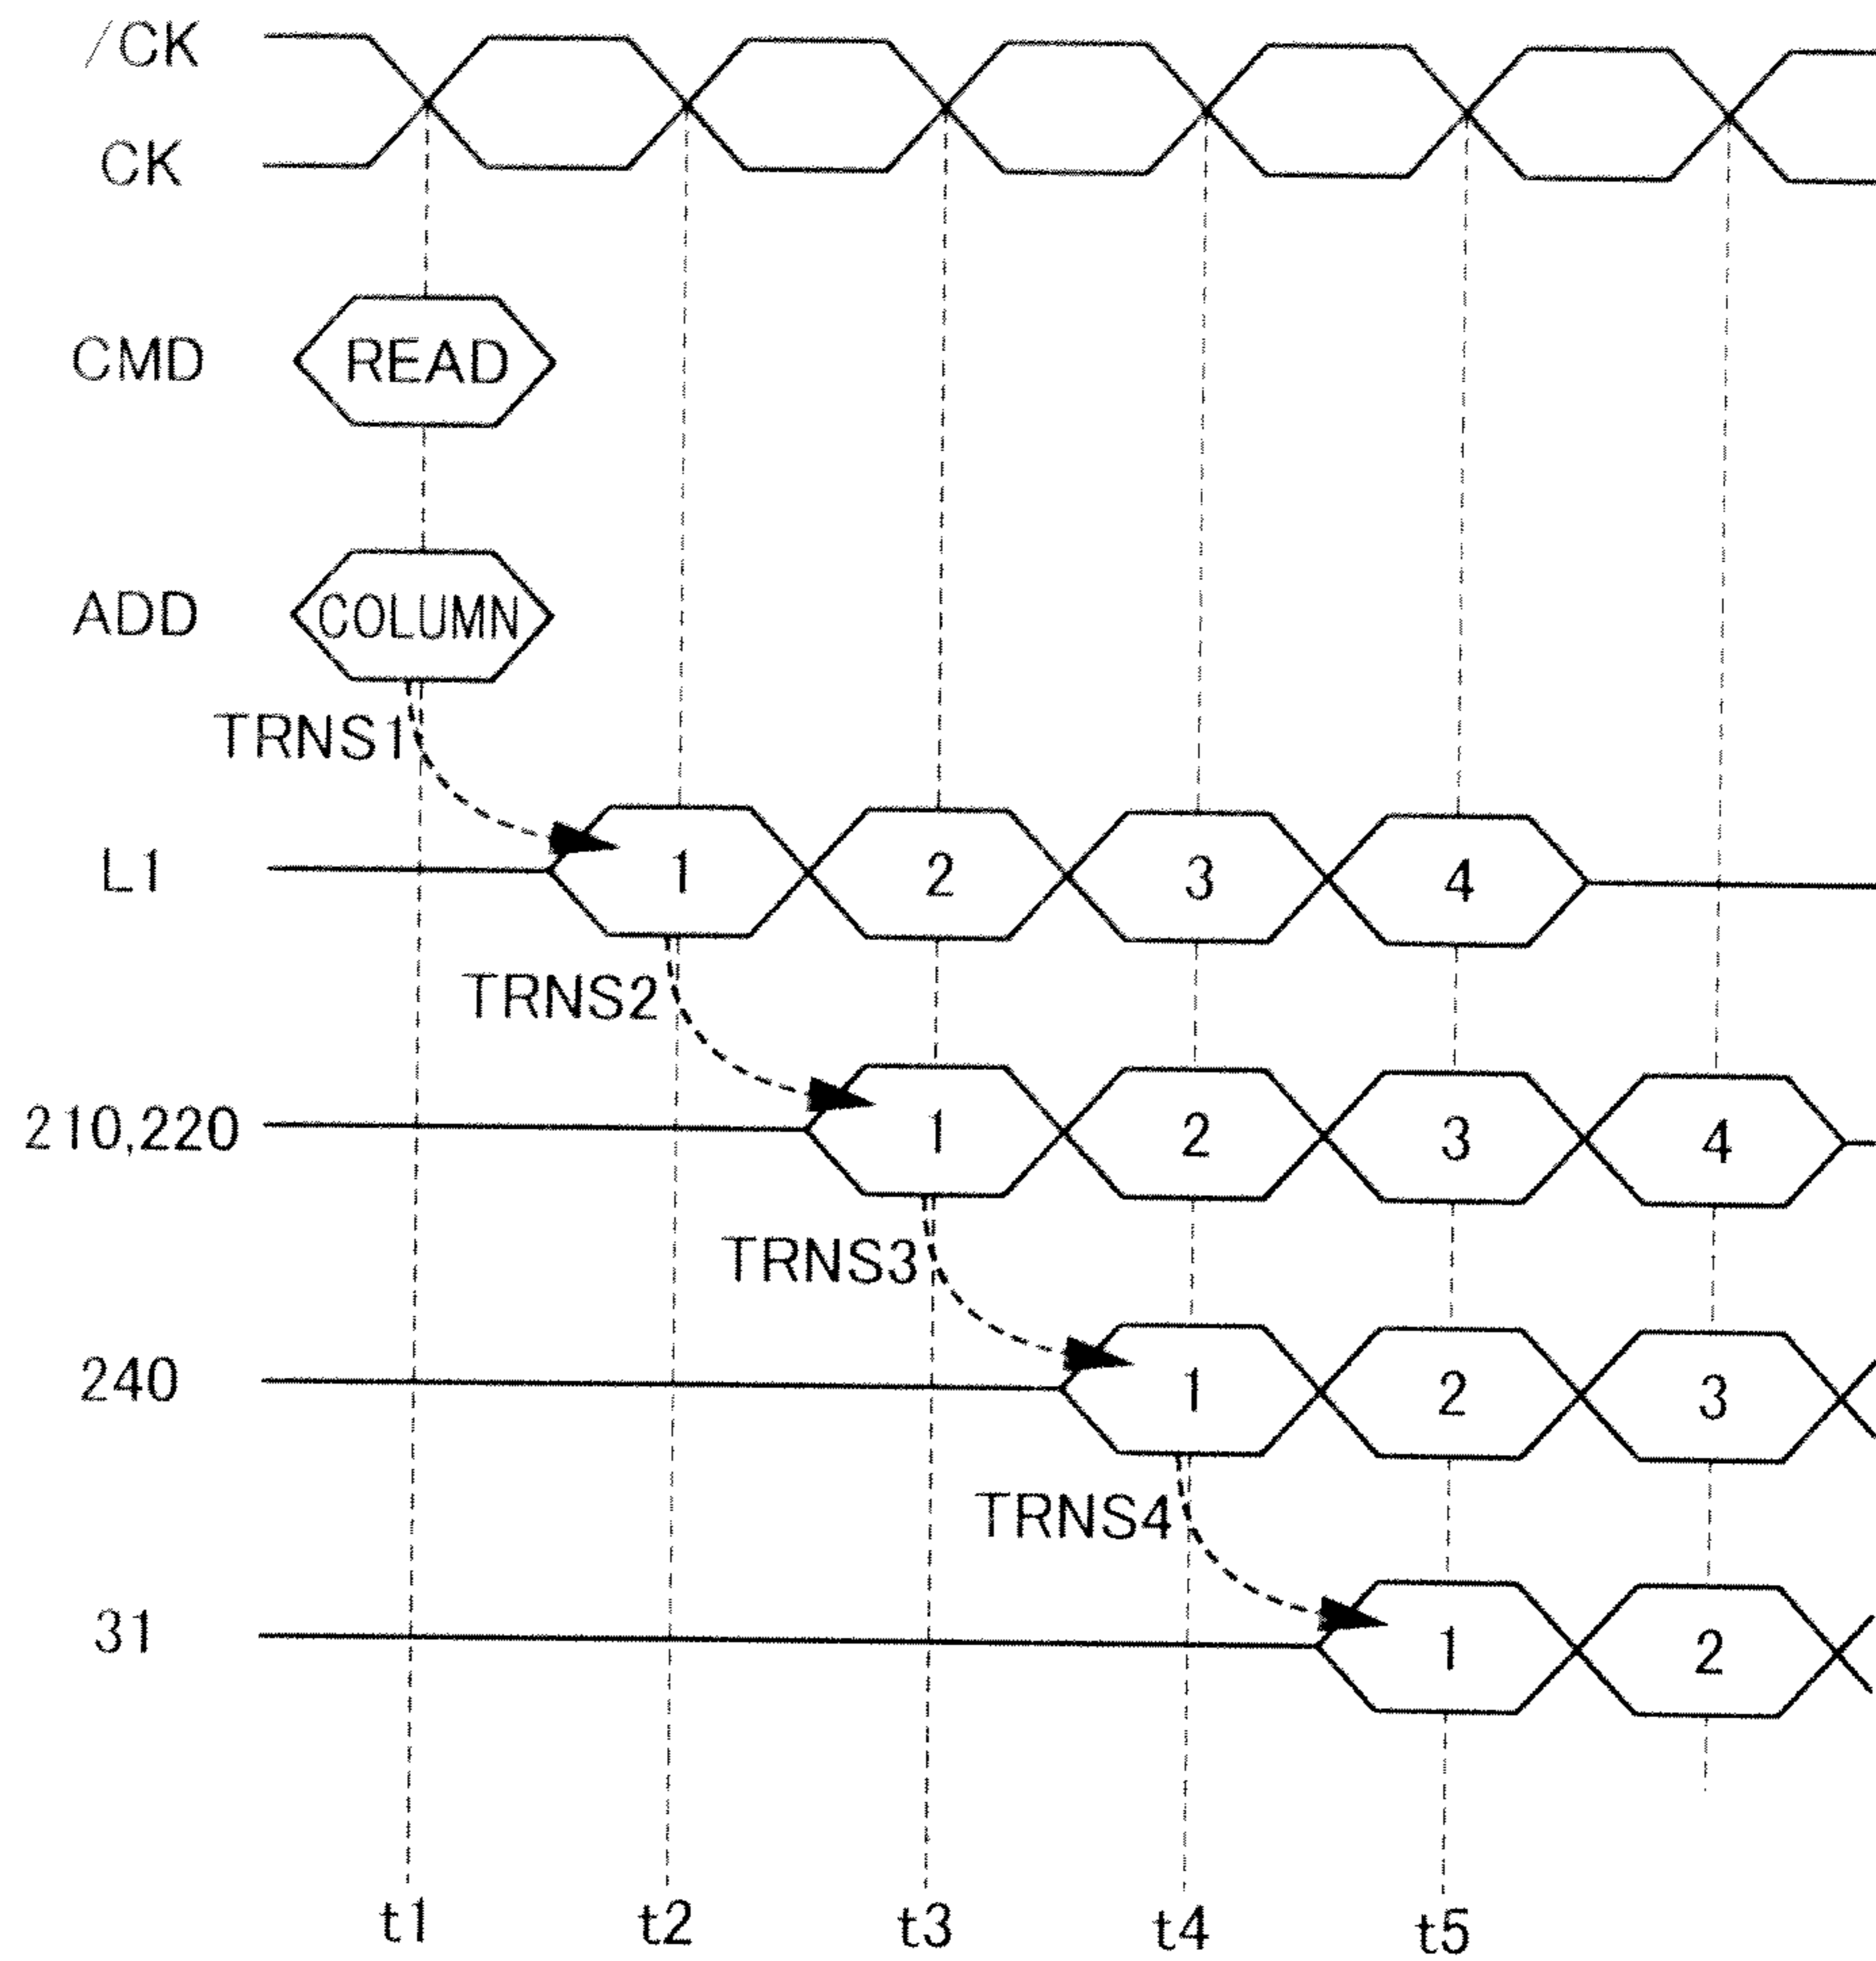 /CK
CK
CMD READ
ADD COLUMN
TRNS1
L1 1 2 3 4
TRNS2
210,220 1 2 3 4
TRNS3
240 1 2 3
TRNS4
31 1 2
t1 t2 t3 t4 t5